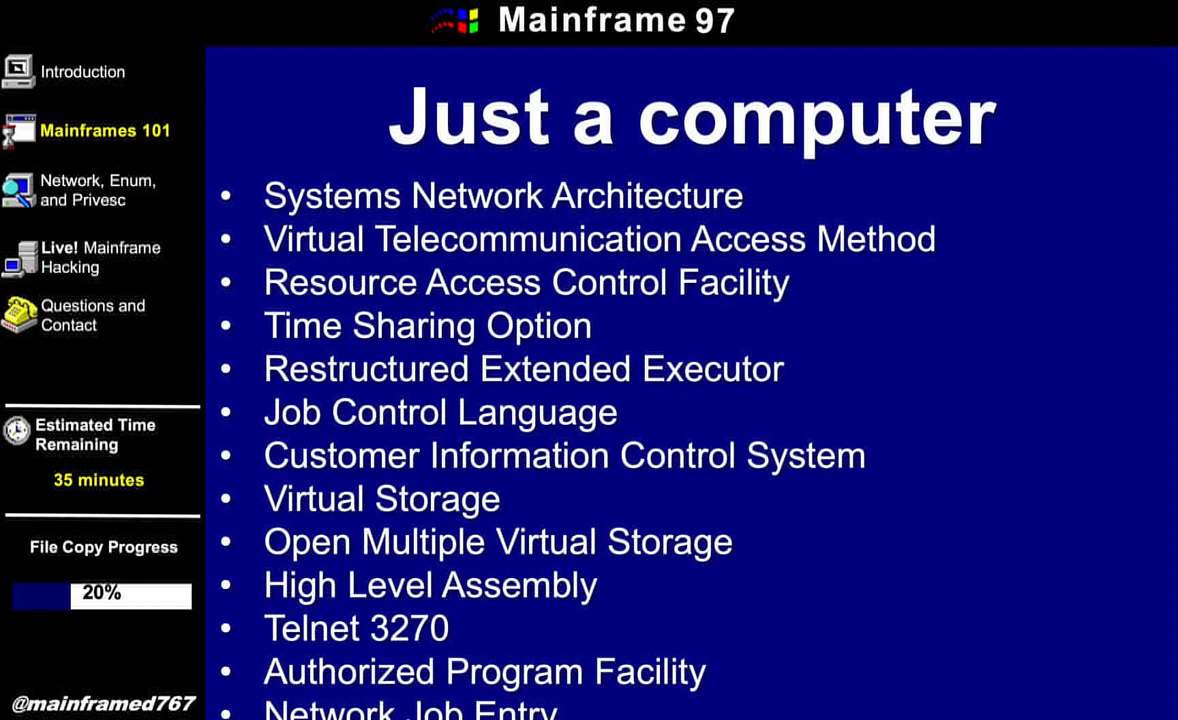 Mainframe 97
Introduction
Mainframes 101
Network, Enum,
and Privesc
Live! Mainframe
Hacking
Questions and
Contact
Estimated Time
Remaining
35 minutes
File Copy Progress
20%
@mainframed767
Just a computer
• Systems Network Architecture
• Virtual Telecommunication Access Method
• Resource Access Control Facility
• Time Sharing Option
• Restructured Extended Executor
• Job Control Language
• Customer Information Control System
• Virtual Storage
• Open Multiple Virtual Storage
• High Level Assembly
• Telnet 3270
• Authorized Program Facility
• Network Job Entry